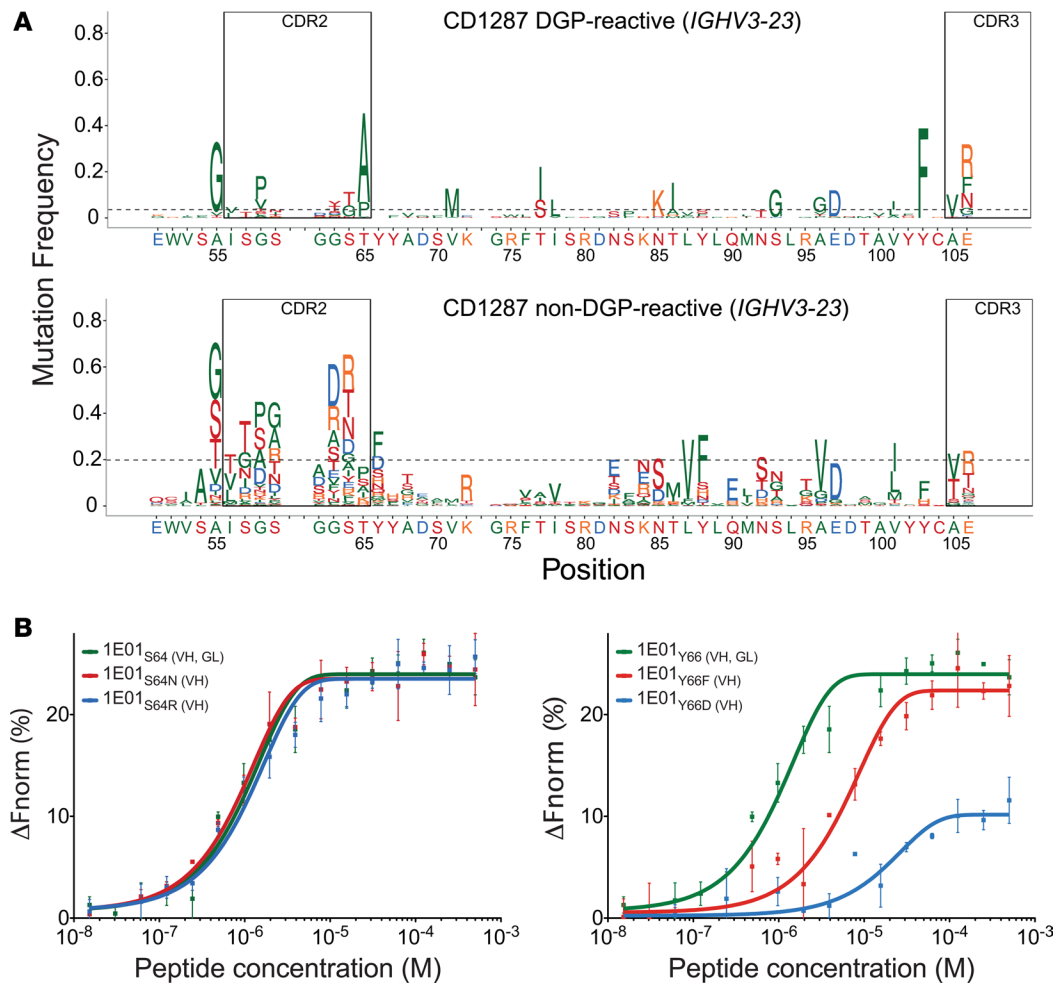 A
CD1287 DGP-reactive (IGHV3-23)
CDR2
CDR3
Mutation Frequency
0.8
0.6
0.4
0.2
0
EWVSAISGS GGSTYYADSVK GRFTISRDNSKNTLYLQMNSLRAEDTAVYYCAE
55 65 70 75 80 85 90 95 100 105
CD1287 non-DGP-reactive (IGHV3-23)
CDR2
CDR3
0.8
0.6
0.4
0.2
0
EWVSAISGS GGSTYYADSVK GRFTISRDNSKNTLYLQMNSLRAEDTAVYYCAE
55 65 70 75 80 85 90 95 100 105
Position
B
1E01S64 (VH, GL)
1E01S64N (VH)
1E01S64R (VH)
ΔFnorm (%)
20
10
0
10-8 10-7 10-6 10-5 10-4 10-3
Peptide concentration (M)
1E01Y66 (VH, GL)
1E01Y66F (VH)
1E01Y66D (VH)
ΔFnorm (%)
20
10
0
10-8 10-7 10-6 10-5 10-4 10-3
Peptide concentration (M)